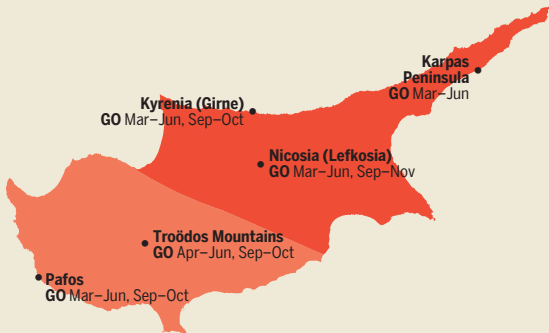 Karpas
Peninsula
GO Mar–Jun
Kyrenia (Girne)
GO Mar–Jun, Sep–Oct
Nicosia (Lefkosia)
GO Mar–Jun, Sep–Nov
Troödos Mountains
GO Apr-Jun, Sep–Oct
Pafos
GO Mar–Jun, Sep–Oct